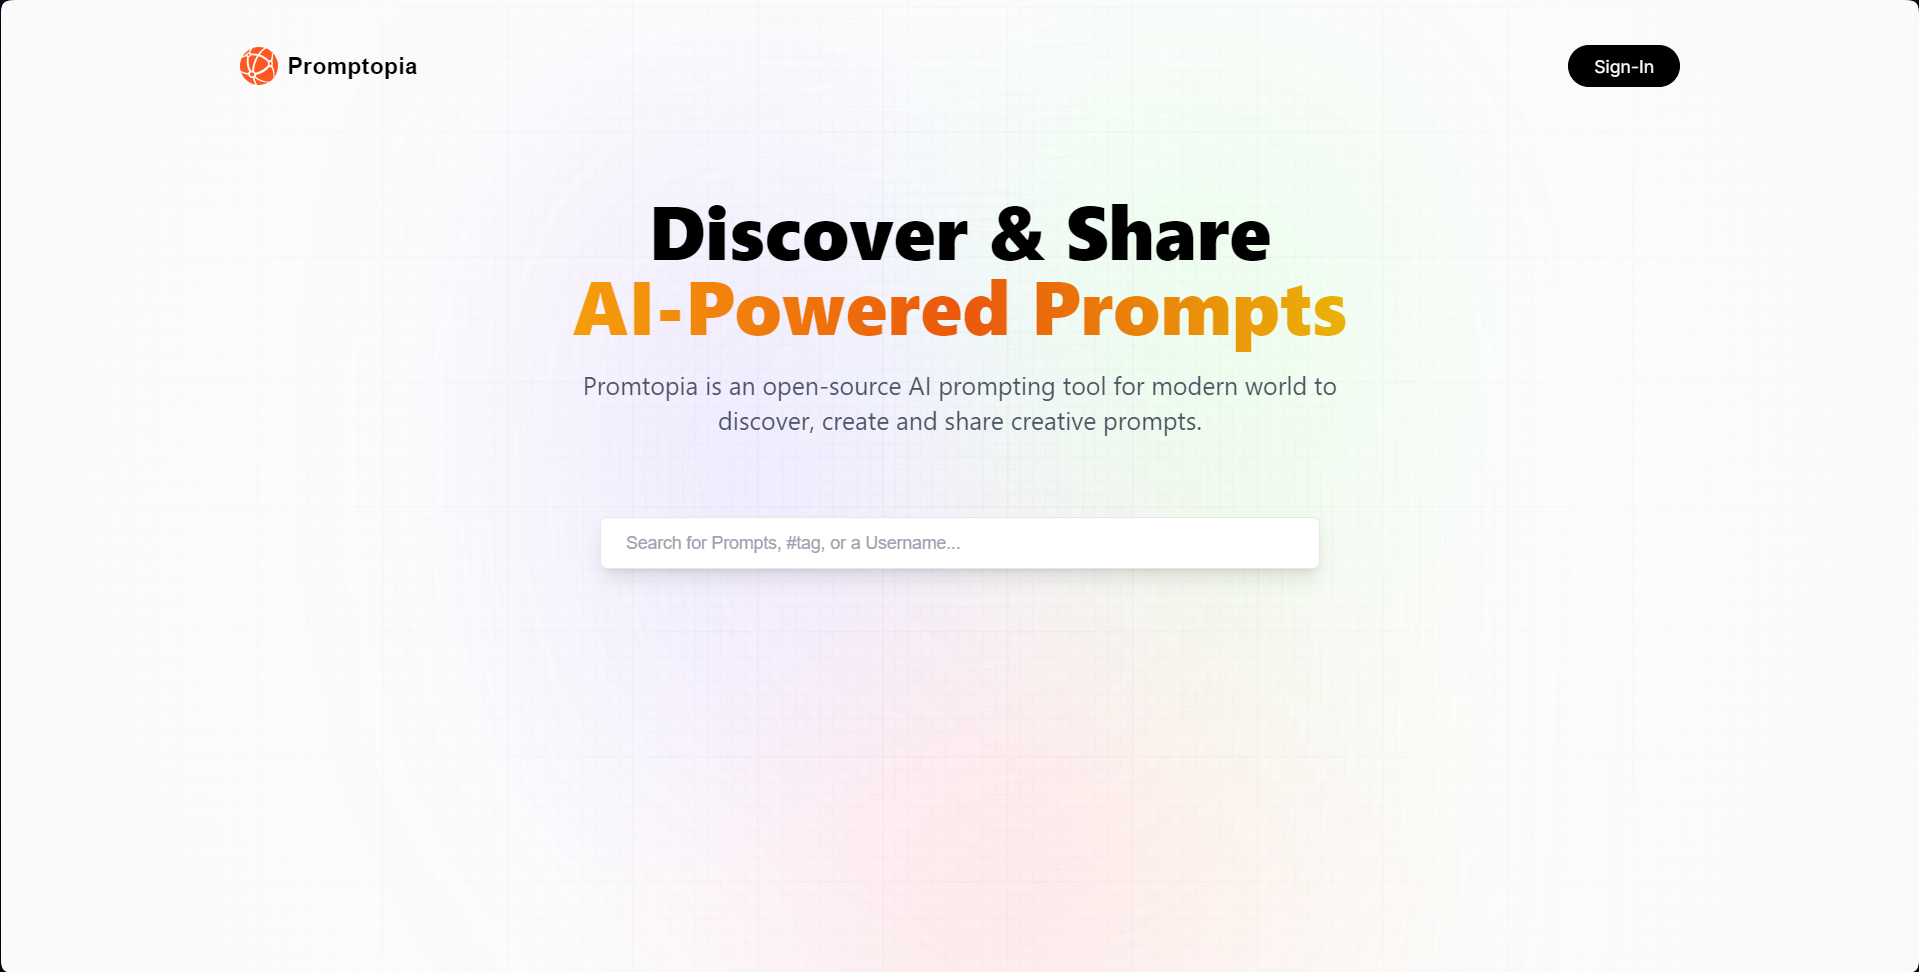 Promptopia
Sign-In
Discover & Share
AI-Powered Prompts
Promtopia is an open-source AI prompting tool for modern world to
discover, create and share creative prompts.
Search for Prompts, #tag, or a Username...